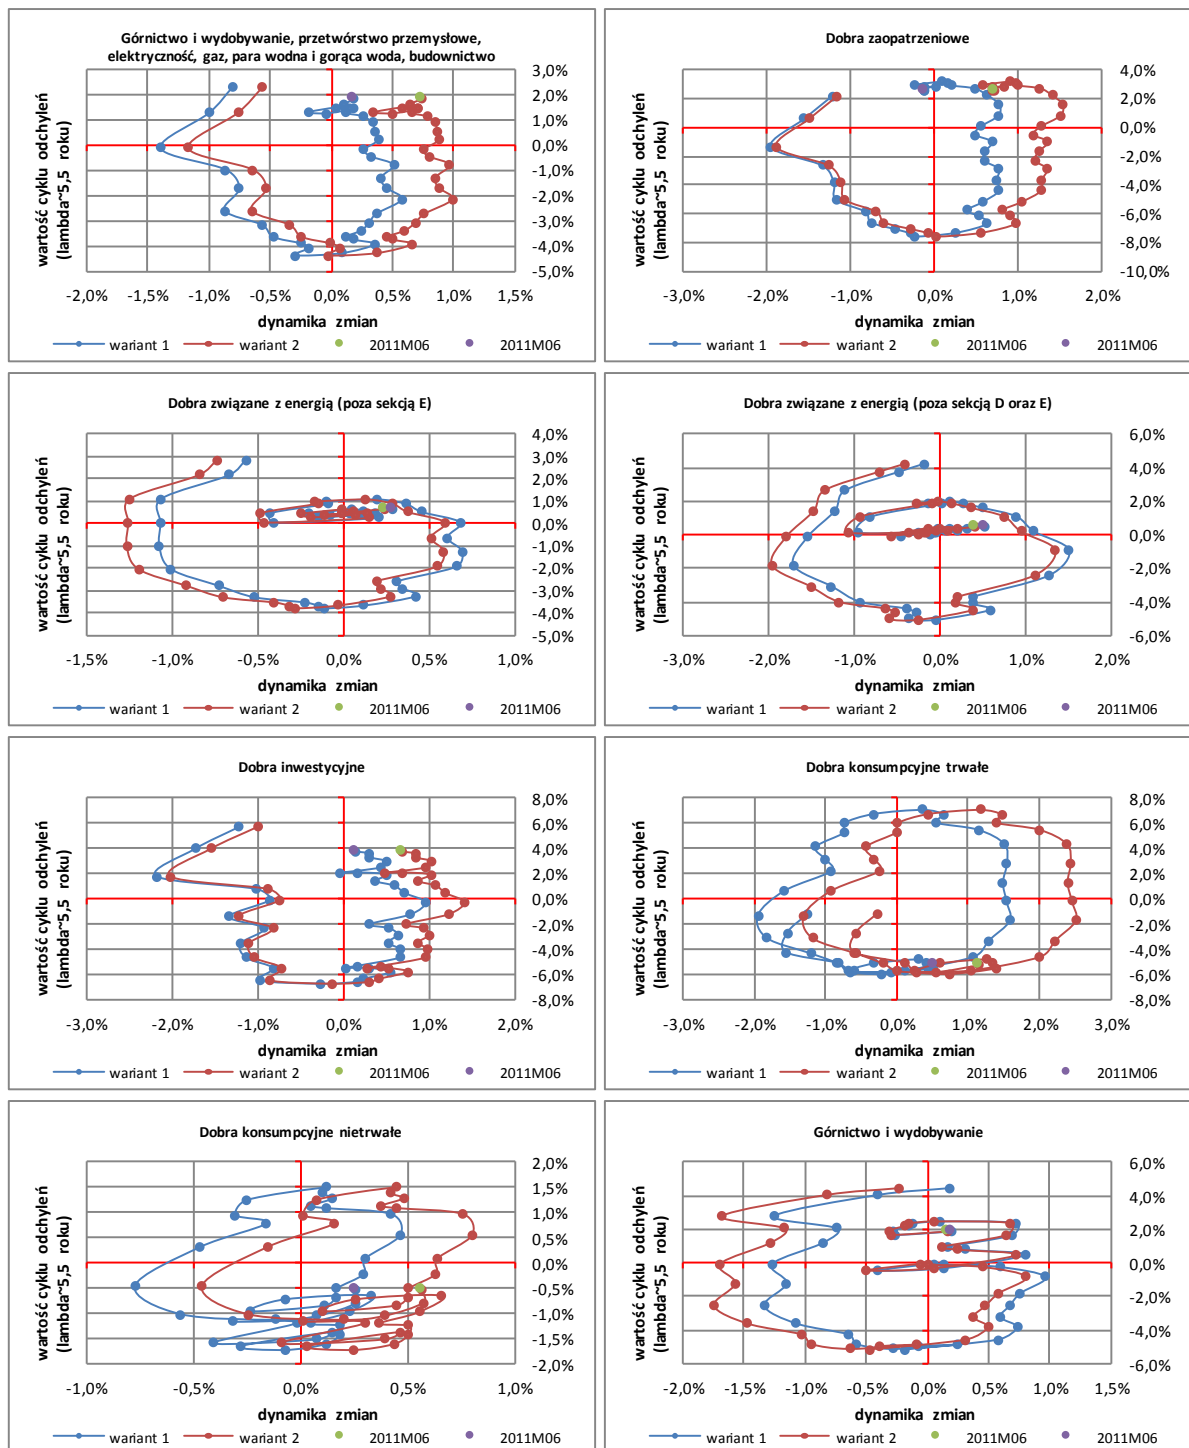 Górnictwo i wydobywanie, przetwórstwo przemysłowe,
elektryczność, gaz, para wodna i gorąca woda, budownictwo
3,0%
2,0%
1,0%
0,0%
-1,0%
-2,0%
-3,0%
-4,0%
-5,0%
-2,0% -1,5% -1,0% -0,5% 0,0% 0,5% 1,0% 1,5%
wartość cyklu odchyleń
(lambda~5,5 roku)
dynamika zmian
wariant 1 wariant 2 2011M06 2011M06
Dobra zaopatrzeniowe
4,0%
2,0%
0,0%
-2,0%
-4,0%
-6,0%
-8,0%
-10,0%
-3,0% -2,0% -1,0% 0,0% 1,0% 2,0%
wartość cyklu odchyleń
(lambda~5,5 roku)
dynamika zmian
wariant 1 wariant 2 2011M06 2011M06
Dobra związane z energią (poza sekcją E)
4,0%
3,0%
2,0%
1,0%
0,0%
-1,0%
-2,0%
-3,0%
-4,0%
-5,0%
-1,5% -1,0% -0,5% 0,0% 0,5% 1,0%
wartość cyklu odchyleń
(lambda~5,5 roku)
dynamika zmian
wariant 1 wariant 2 2011M06 2011M06
Dobra związane z energią (poza sekcją D oraz E)
6,0%
4,0%
2,0%
0,0%
-2,0%
-4,0%
-6,0%
-3,0% -2,0% -1,0% 0,0% 1,0% 2,0%
wartość cyklu odchyleń
(lambda~5,5 roku)
dynamika zmian
wariant 1 wariant 2 2011M06 2011M06
Dobra inwestycyjne
8,0%
6,0%
4,0%
2,0%
0,0%
-2,0%
-4,0%
-6,0%
-8,0%
-3,0% -2,0% -1,0% 0,0% 1,0% 2,0%
wartość cyklu odchyleń
(lambda~5,5 roku)
dynamika zmian
wariant 1 wariant 2 2011M06 2011M06
Dobra konsumpcyjne trwałe
8,0%
6,0%
4,0%
2,0%
0,0%
-2,0%
-4,0%
-6,0%
-8,0%
-3,0% -2,0% -1,0% 0,0% 1,0% 2,0% 3,0%
wartość cyklu odchyleń
(lambda~5,5 roku)
dynamika zmian
wariant 1 wariant 2 2011M06 2011M06
Dobra konsumpcyjne nietrwałe
2,0%
1,5%
1,0%
0,5%
0,0%
-0,5%
-1,0%
-1,5%
-2,0%
-1,0% -0,5% 0,0% 0,5% 1,0%
wartość cyklu odchyleń
(lambda~5,5 roku)
dynamika zmian
wariant 1 wariant 2 2011M06 2011M06
Górnictwo i wydobywanie
6,0%
4,0%
2,0%
0,0%
-2,0%
-4,0%
-6,0%
-2,0% -1,5% -1,0% -0,5% 0,0% 0,5% 1,0% 1,5%
wartość cyklu odchyleń
(lambda~5,5 roku)
dynamika zmian
wariant 1 wariant 2 2011M06 2011M06